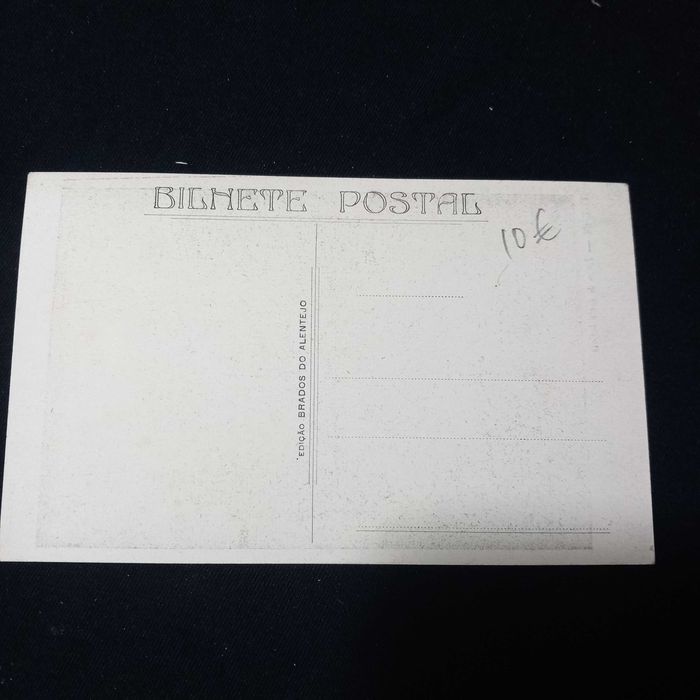 BILHETE POSTAL
10€
EDIÇÃO BRADOS DO ALENTEJO